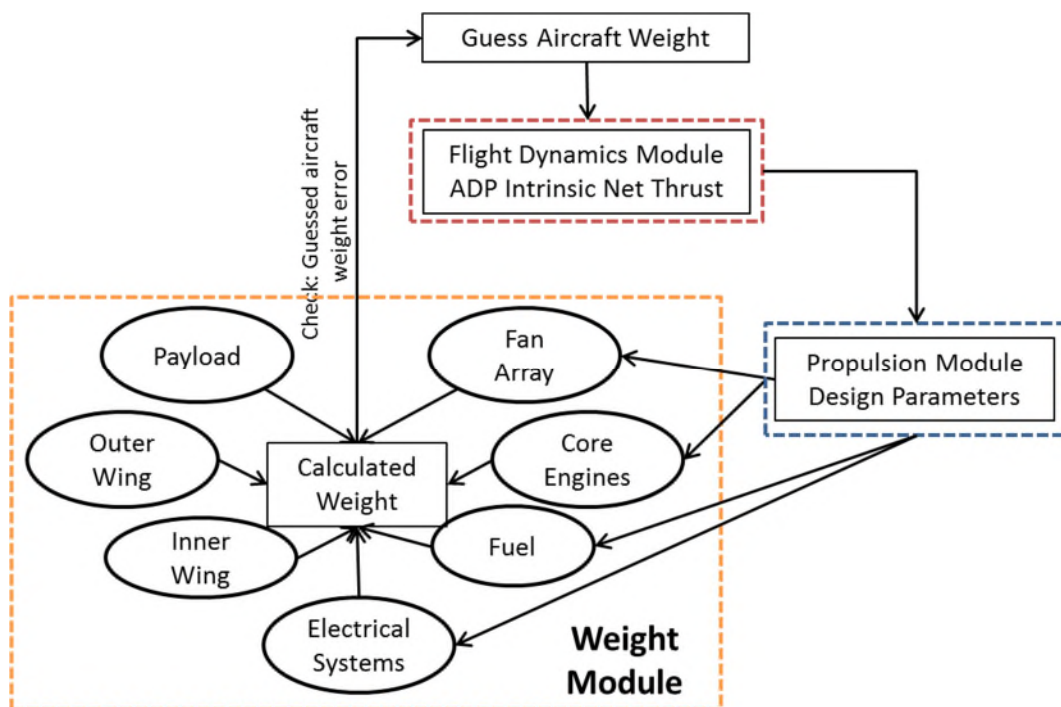 Guess Aircraft Weight
Flight Dynamics Module
ADP Intrinsic Net Thrust
Check: Guessed aircraft
weight error
Payload
Fan
Array
Propulsion Module
Design Parameters
Outer
Wing
Calculated
Weight
Core
Engines
Inner
Wing
Fuel
Electrical
Systems
Weight
Module